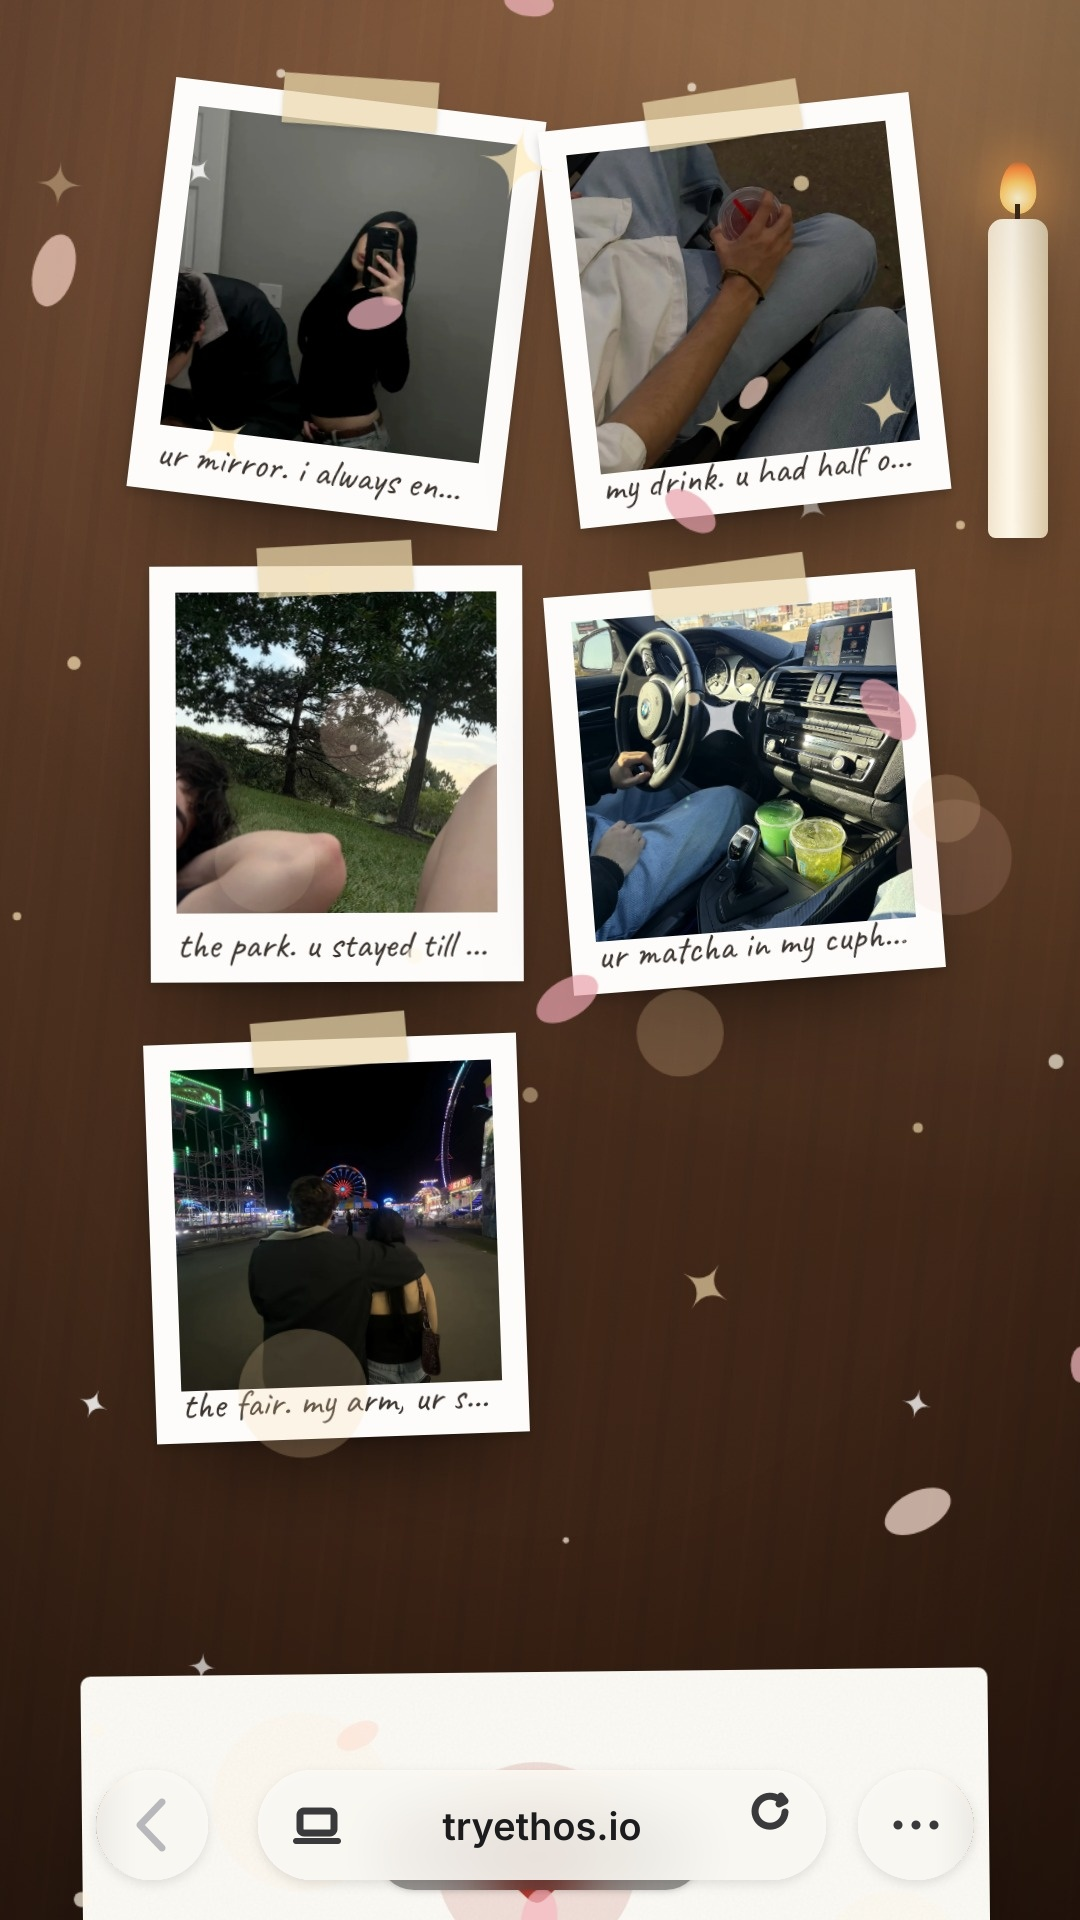 ur mirror. i always en...
my drink. u had half o...
the park. u stayed till ...
ur matcha in my cuph...
the fair. my arm, ur s...
tryethos.io